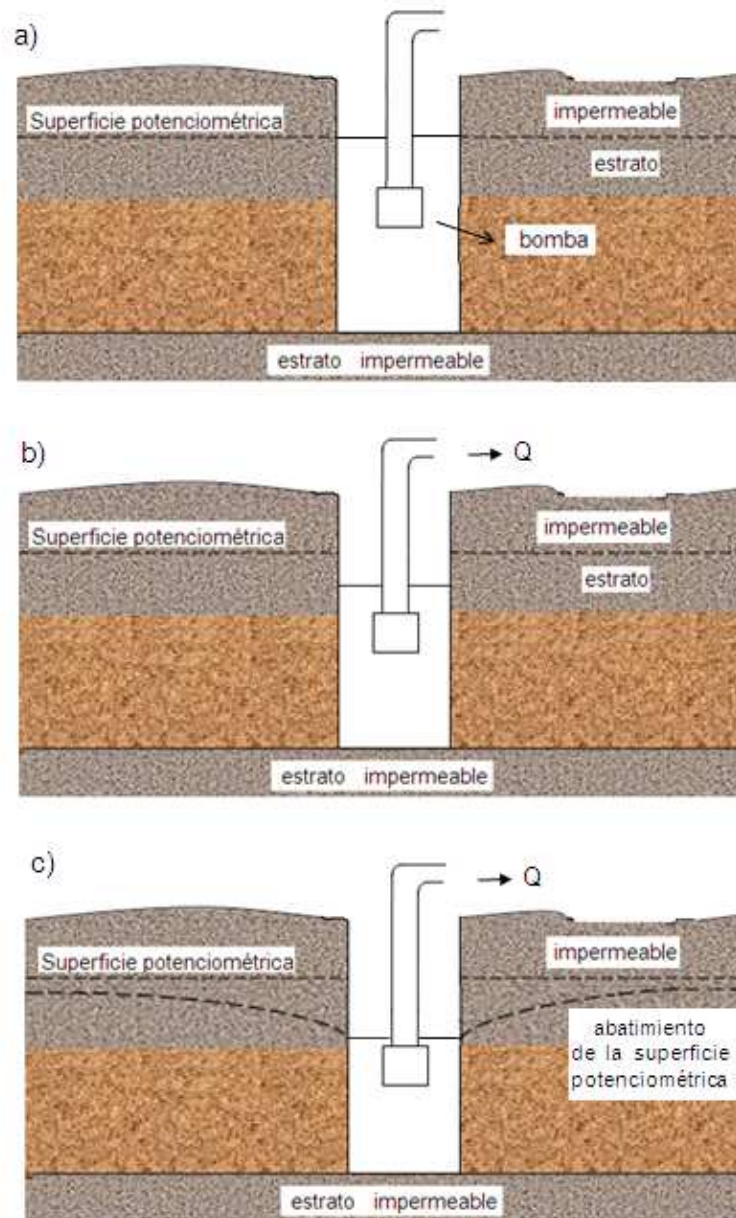 a)
Superficie potenciométrica
impermeable
estrato
bomba
estrato impermeable
b)
Q
Superficie potenciométrica
impermeable
estrato
estrato impermeable
c)
Q
Superficie potenciométrica
impermeable
abatimiento
de la superficie
potenciométrica
estrato impermeable